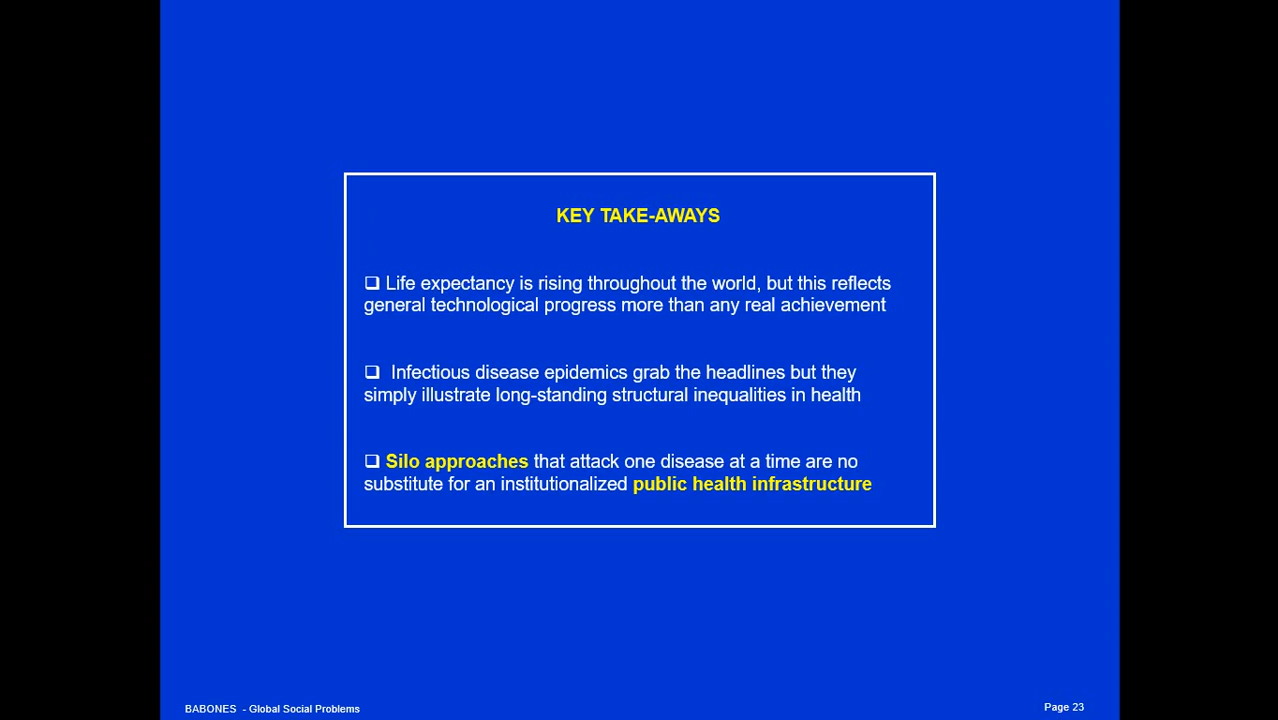 KEY TAKE-AWAYS
❑ Life expectancy is rising throughout the world, but this reflects
general technological progress more than any real achievement
❑ Infectious disease epidemics grab the headlines but they
simply illustrate long-standing structural inequalities in health
❑ Silo approaches that attack one disease at a time are no
substitute for an institutionalized public health infrastructure
BABONES - Global Social Problems
Page 23